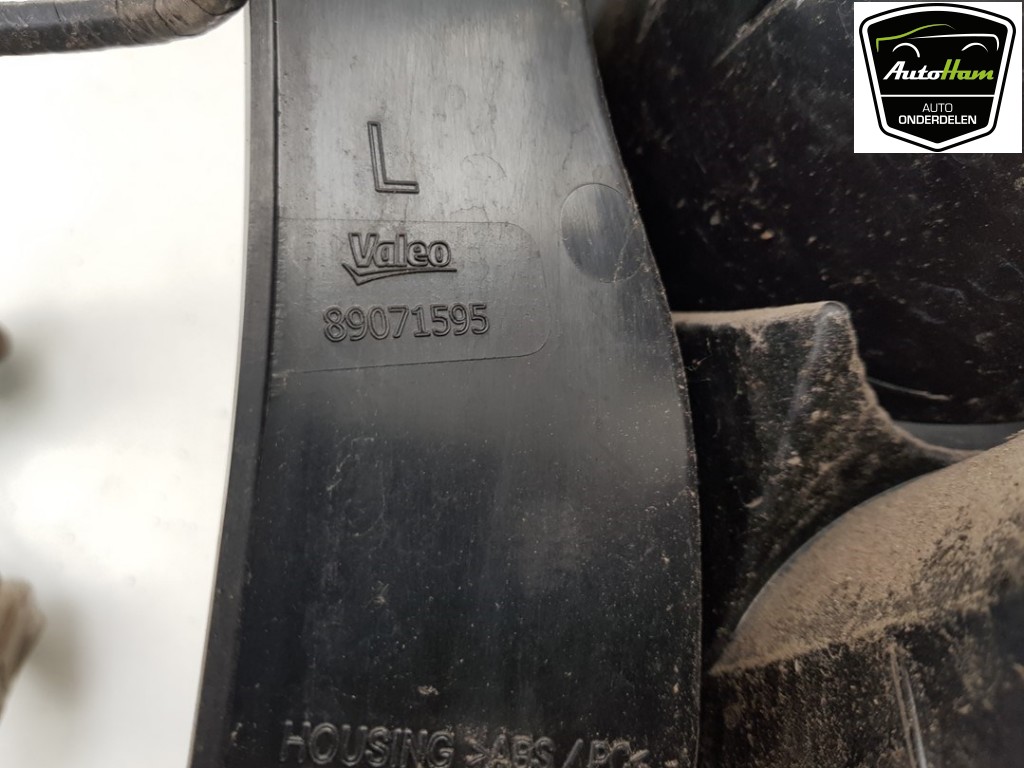 L
Valeo
89071595
HOUSING >ABS/PC<
AutoHam
AUTO
ONDERDELEN